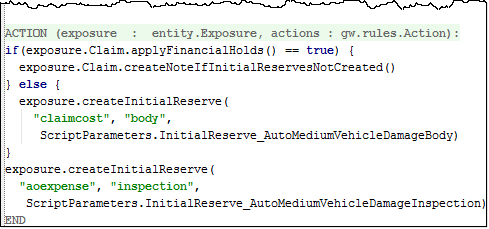 ACTION (exposure  :  entity.Exposure, actions : gw.rules.Action):
if(exposure.Claim.applyFinancialHolds() == true) {
  exposure.Claim.createNoteIfInitialReservesNotCreated()
} else {
  exposure.createInitialReserve(
    "claimcost", "body",
     ScriptParameters.InitialReserve_AutoMediumVehicleDamageBody)
}
exposure.createInitialReserve(
  "aoexpense", "inspection",
   ScriptParameters.InitialReserve_AutoMediumVehicleDamageInspection)
END